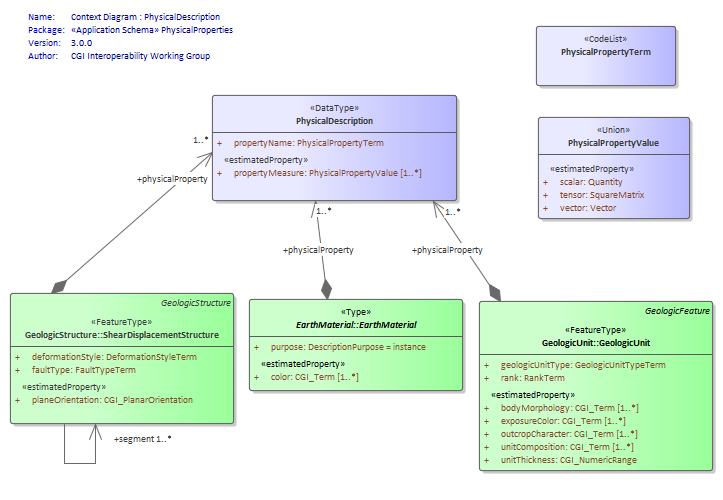 Name: Context Diagram : PhysicalDescription
Package: «Application Schema» PhysicalProperties
Version: 3.0.0
Author: CGI Interoperability Working Group
«CodeList»
PhysicalPropertyTerm
«DataType»
PhysicalDescription
+ propertyName: PhysicalPropertyTerm
«estimatedProperty»
+ propertyMeasure: PhysicalPropertyValue [1..*]
«Union»
PhysicalPropertyValue
«estimatedProperty»
+ scalar: Quantity
+ tensor: SquareMatrix
+ vector: Vector
1..*
+physicalProperty
1..*
+physicalProperty
1..*
+physicalProperty
GeologicStructure
«FeatureType»
GeologicStructure::ShearDisplacementStructure
+ deformationStyle: DeformationStyleTerm
+ faultType: FaultTypeTerm
«estimatedProperty»
+ planeOrientation: CGI_PlanarOrientation
+segment 1..*
«Type»
EarthMaterial::EarthMaterial
+ purpose: DescriptionPurpose = instance
«estimatedProperty»
+ color: CGI_Term [1..*]
GeologicFeature
«FeatureType»
GeologicUnit::GeologicUnit
+ geologicUnitType: GeologicUnitTypeTerm
+ rank: RankTerm
«estimatedProperty»
+ bodyMorphology: CGI_Term [1..*]
+ exposureColor: CGI_Term [1..*]
+ outcropCharacter: CGI_Term [1..*]
+ unitComposition: CGI_Term [1..*]
+ unitThickness: CGI_NumericRange